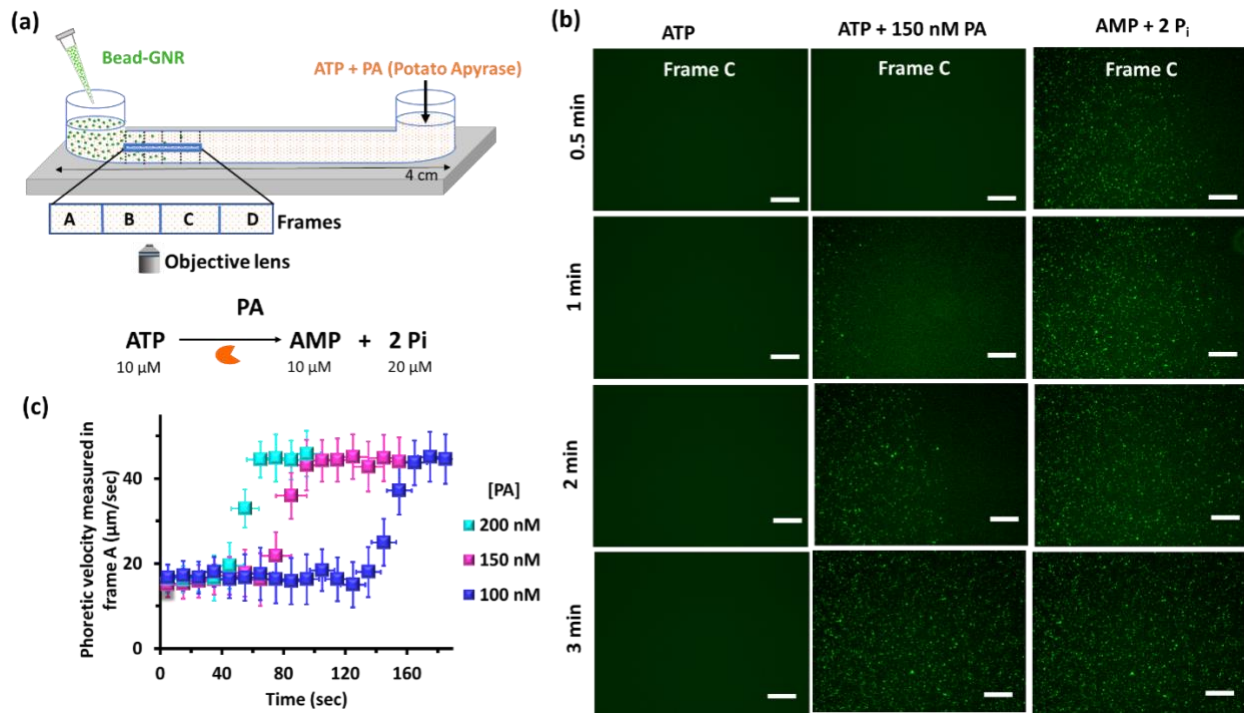 (a)
Bead-GNR
ATP + PA (Potato Apyrase)
4 cm
A B C D Frames
Objective lens
PA
ATP AMP + 2 Pi
10 µM 10 µM 20 µM
(b)
ATP ATP + 150 nM PA AMP + 2 Pi
Frame C Frame C Frame C
0.5 min
1 min
2 min
3 min
(c)
Phoretic velocity measured in
frame A (µm/sec)
40
20
0
0 40 80 120 160
Time (sec)
[PA]
200 nM
150 nM
100 nM